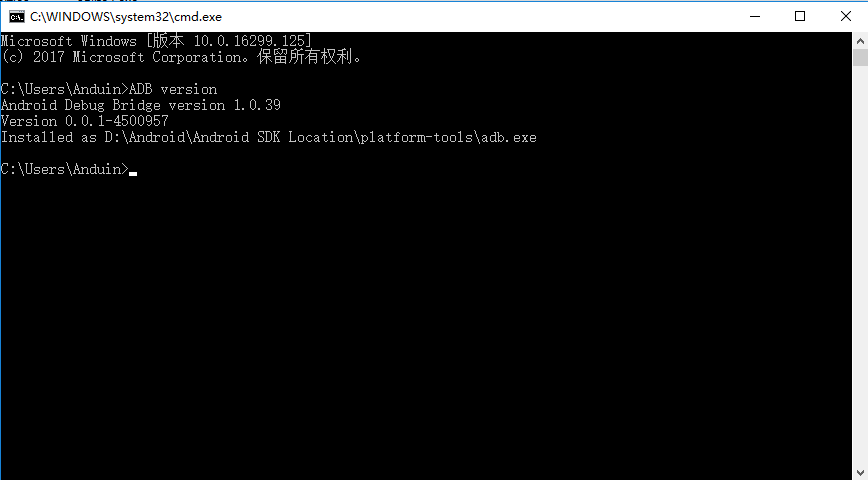 C:\WINDOWS\system32\cmd.exe
Microsoft Windows [版本 10.0.16299.125]
(c) 2017 Microsoft Corporation。保留所有权利。
C:\Users\Anduin>ADB version
Android Debug Bridge version 1.0.39
Version 0.0.1-4500957
Installed as D:\Android\Android SDK Location\platform-tools\adb.exe
C:\Users\Anduin>